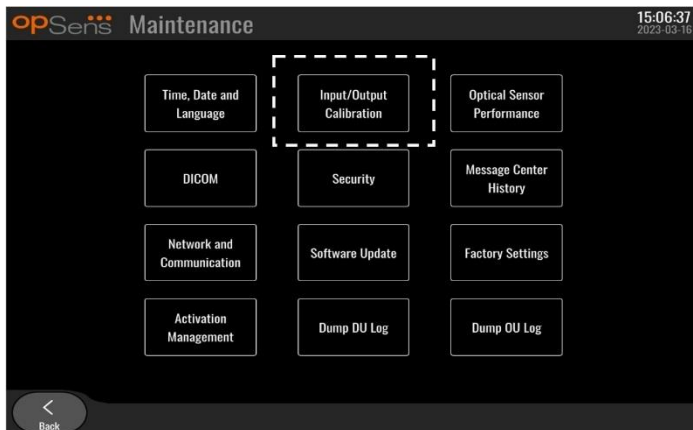 opSens Maintenance
15:06:37
2023-03-16
Time, Date and
Language
Input/Output
Calibration
Optical Sensor
Performance
DICOM
Security
Message Center
History
Network and
Communication
Software Update
Factory Settings
Activation
Management
Dump DU Log
Dump OU Log
Back